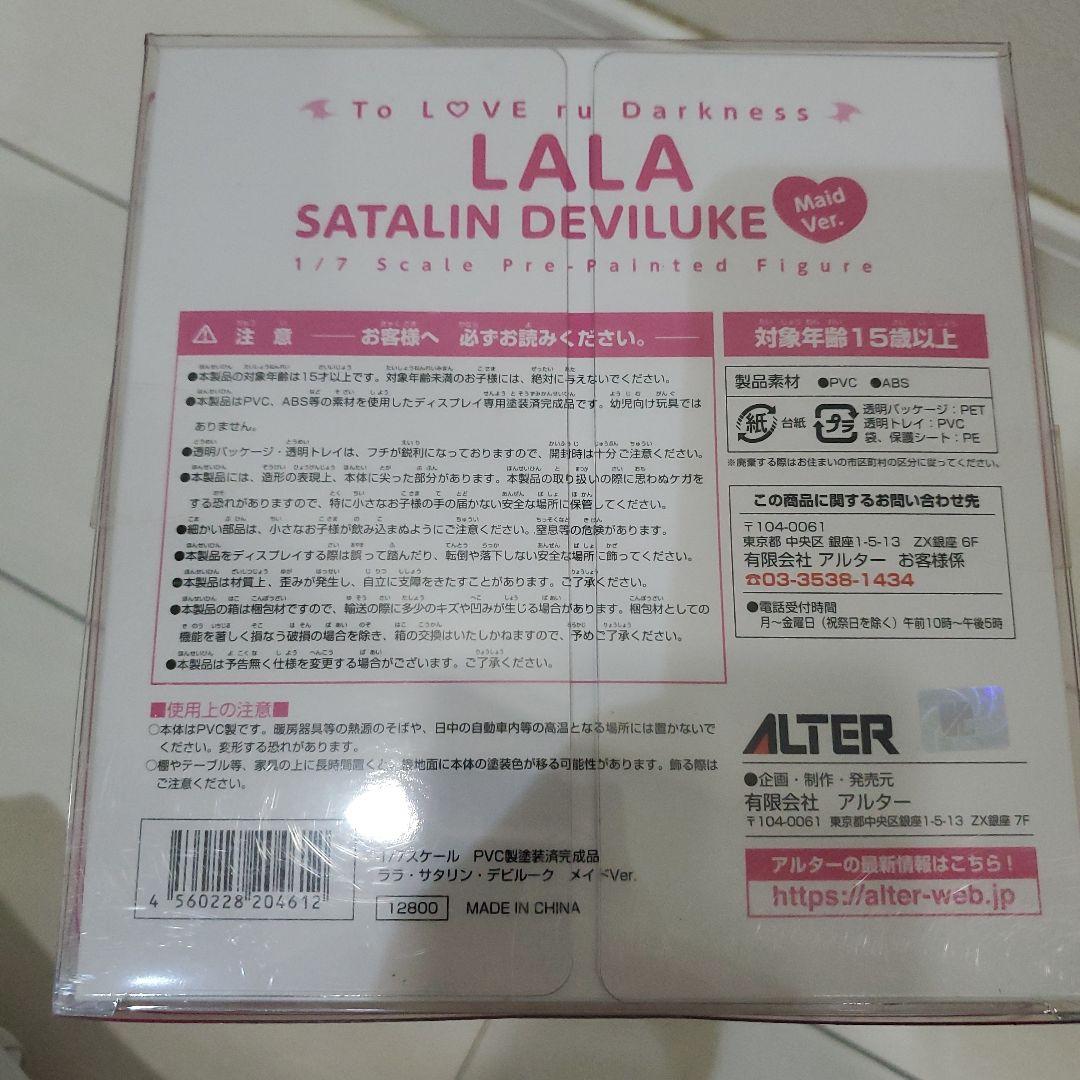 To L♡VE ru Darkness
LALA
SATALIN DEVILUKE
Maid
Ver.
1/7 Scale Pre-Painted Figure
⚠ 注意 お客様へ 必ずお読みください。
●本製品の対象年齢は15才以上です。対象年齢未満のお子様には、絶対に与えないでください。
●本製品はPVC、ABS等の素材を使用したディスプレイ専用塗装済完成品です。幼児向け玩具では
ありません。
●透明パッケージ・透明トレイは、フチが鋭利になっておりますので、開封時は十分ご注意ください。
●本製品には、造形の表現上、本体に尖った部分があります。本製品の取り扱いの際に思わぬケガを
する恐れがありますので、特に小さなお子様の手の届かない安全な場所に保管してください。
●細かい部品は、小さなお子様が飲み込まぬようにご注意ください。窒息等の危険があります。
●本製品をディスプレイする際は誤って踏んだり、転倒や落下しない安全な場所に飾ってください。
●本製品は材質上、歪みが発生し、自立に支障をきたすことがあります。ご了承ください。
●本製品の箱は梱包材ですので、輸送の際に多少のキズや凹みが生じる場合があります。梱包材としての
機能を著しく損なう破損の場合を除き、箱の交換はいたしかねますので、予めご了承ください。
●本製品は予告無く仕様を変更する場合がございます。ご了承ください。
■使用上の注意■
○本体はPVC製です。暖房器具等の熱源のそばや、日中の自動車内等の高温となる場所には置かないで
ください。変形する恐れがあります。
○棚やテーブル等、家具の上に長時間置くと、接地面に本体の塗装色が移る可能性があります。飾る際は
ご注意ください。
4 560228 204612
1/7スケール PVC製塗装済完成品
ララ・サタリン・デビルーク メイドVer.
12800 MADE IN CHINA
対象年齢15歳以上
製品素材 ●PVC ●ABS
紙 台紙 プラ
透明パッケージ:PET
透明トレイ:PVC
袋、保護シート:PE
※廃棄する際はお住まいの市区町村の区分に従ってください。
この商品に関するお問い合わせ先
〒104-0061
東京都 中央区 銀座1-5-13 ZX銀座 6F
有限会社 アルター お客様係
☎03-3538-1434
●電話受付時間
月〜金曜日(祝祭日を除く)午前10時〜午後5時
ALTER
●企画・制作・発売元
有限会社 アルター
〒104-0061 東京都中央区銀座1-5-13 ZX銀座 7F
アルターの最新情報はこちら!
https://alter-web.jp